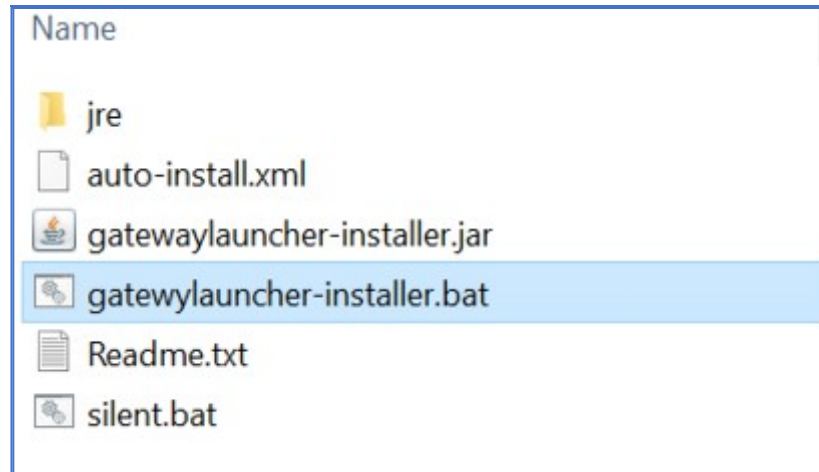 Name
jre
auto-install.xml
gatewaylauncher-installer.jar
gatewylauncher-installer.bat
Readme.txt
silent.bat